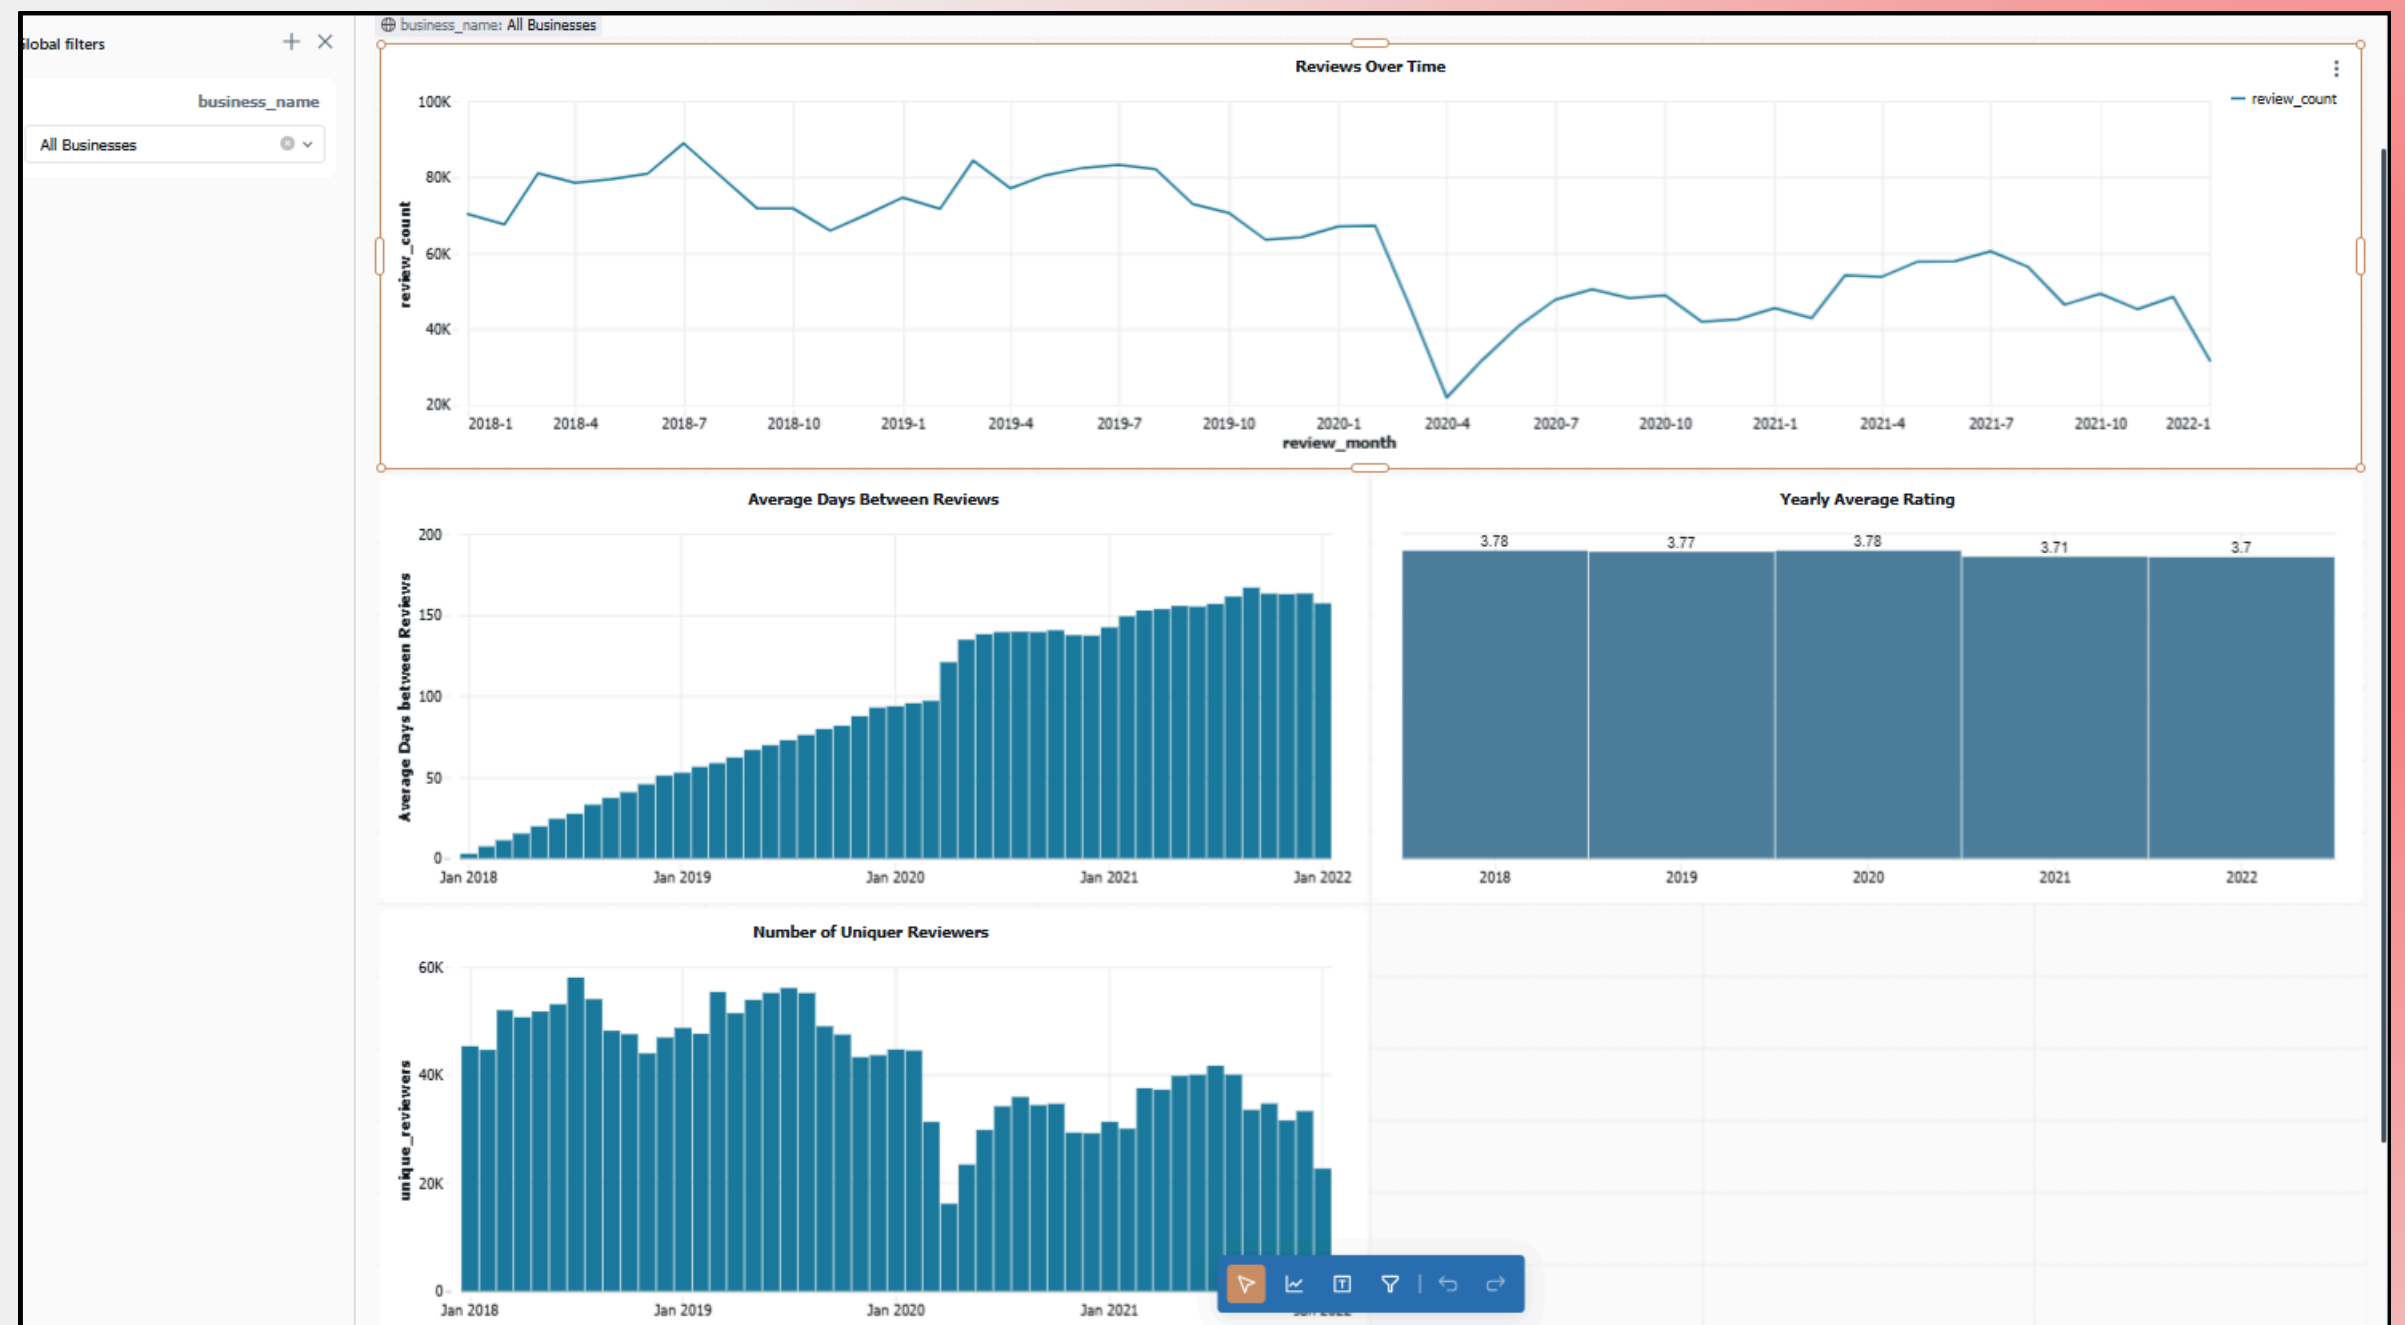 lobal filters
business_name
All Businesses
business_name: All Businesses
Reviews Over Time
review_count
100K
80K
60K
40K
20K
review_count
2018-1 2018-4 2018-7 2018-10 2019-1 2019-4 2019-7 2019-10 2020-1 2020-4 2020-7 2020-10 2021-1 2021-4 2021-7 2021-10 2022-1
review_month
Average Days Between Reviews
200
150
100
50
0
Average Days between Reviews
Jan 2018 Jan 2019 Jan 2020 Jan 2021 Jan 2022
Yearly Average Rating
3.78 3.77 3.78 3.71 3.7
2018 2019 2020 2021 2022
Number of Uniquer Reviewers
60K
40K
20K
0
unique_reviewers
Jan 2018 Jan 2019 Jan 2020 Jan 2021 Jan 2022